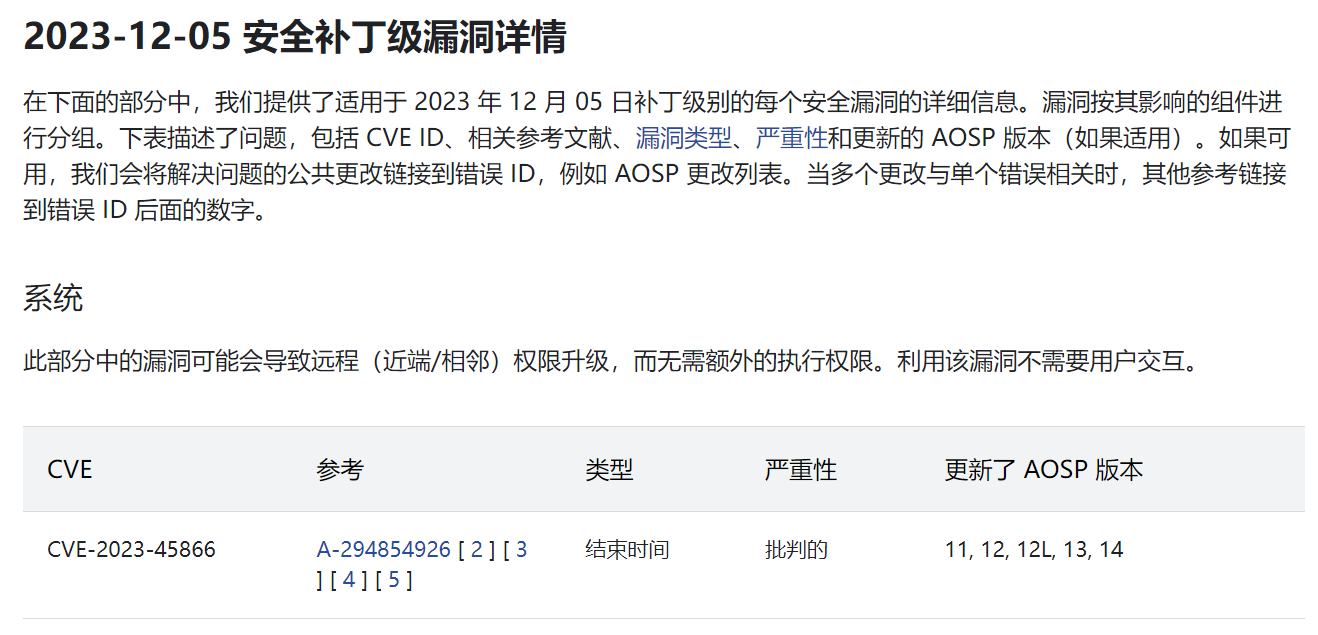 2023-12-05 安全补丁级漏洞详情
在下面的部分中，我们提供了适用于 2023 年 12 月 05 日补丁级别的每个安全漏洞的详细信息。漏洞按其影响的组件进
行分组。下表描述了问题，包括 CVE ID、相关参考文献、漏洞类型、严重性和更新的 AOSP 版本（如果适用）。如果可
用，我们会将解决问题的公共更改链接到错误 ID，例如 AOSP 更改列表。当多个更改与单个错误相关时，其他参考链接
到错误 ID 后面的数字。
系统
此部分中的漏洞可能会导致远程（近端/相邻）权限升级，而无需额外的执行权限。利用该漏洞不需要用户交互。
CVE 参考 类型 严重性 更新了 AOSP 版本
CVE-2023-45866 A-294854926 [ 2 ] [ 3 结束时间 批判的 11, 12, 12L, 13, 14
] [ 4 ] [ 5 ]